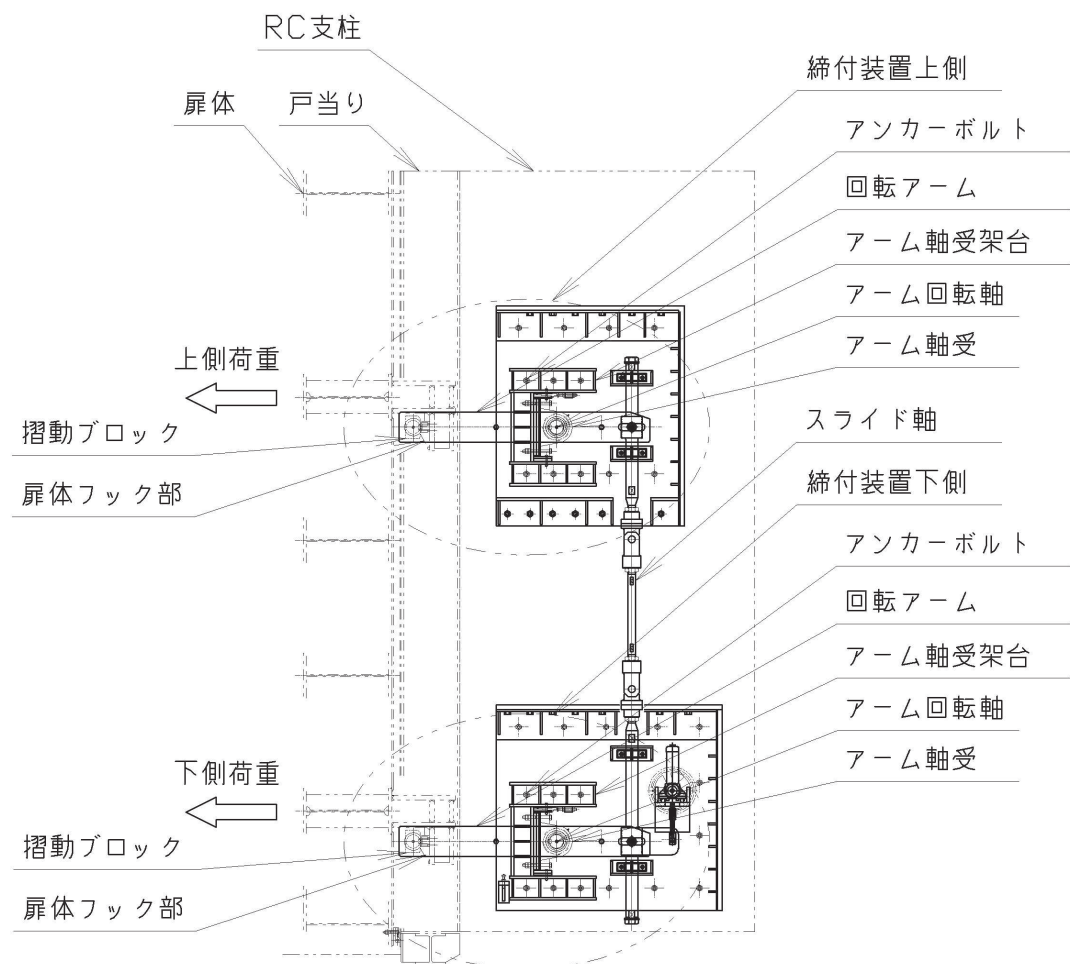 RC支柱
締付装置上側
扉体
戸当り
アンカーボルト
回転アーム
アーム軸受架台
アーム回転軸
アーム軸受
上側荷重
スライド軸
摺動ブロック
締付装置下側
扉体フック部
アンカーボルト
回転アーム
アーム軸受架台
アーム回転軸
アーム軸受
下側荷重
摺動ブロック
扉体フック部